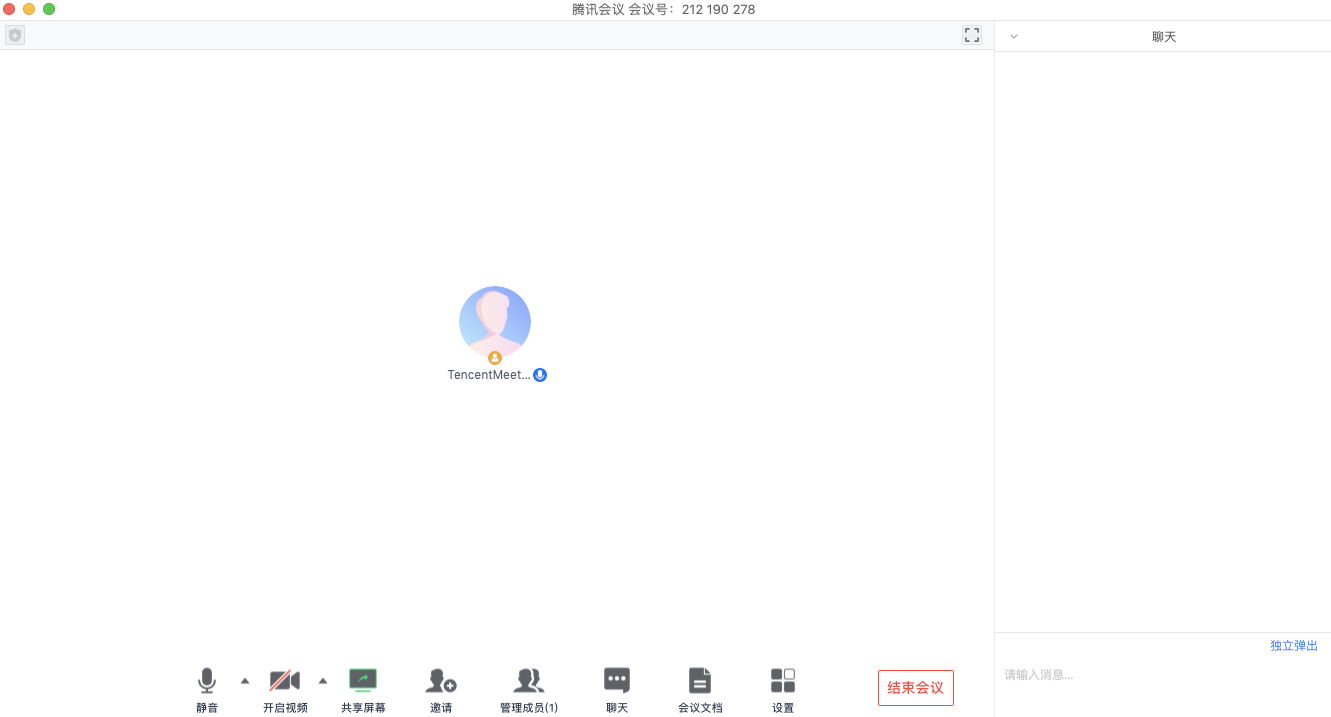 腾讯会议 会议号：212 190 278
聊天
TencentMeet...
独立弹出
请输入消息...
静音
开启视频
共享屏幕
邀请
管理成员(1)
聊天
会议文档
设置
结束会议